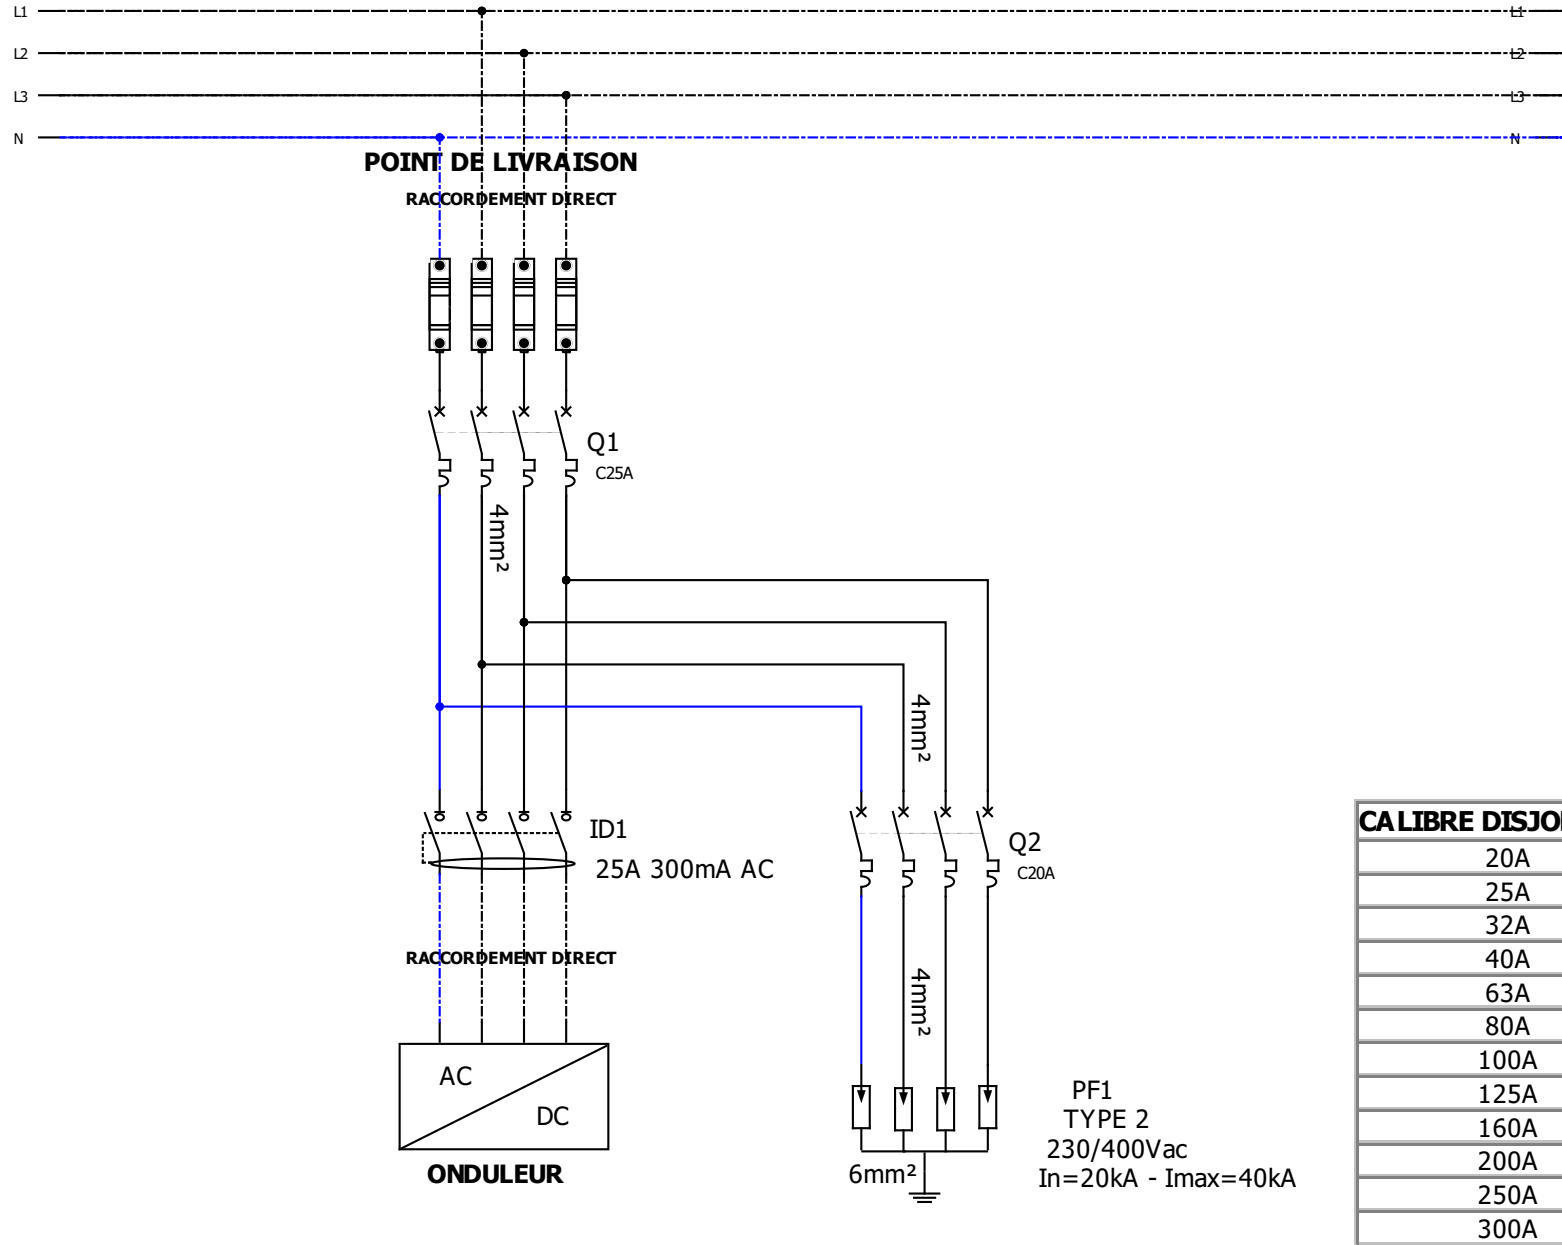 L1
L1
L2
L2
L3
L3
N
N
POINT DE LIVRAISON
RACCORDEMENT DIRECT
Q1
C25A
4mm²
4mm²
ID1
25A 300mA AC
Q2
C20A
RACCORDEMENT DIRECT
4mm²
AC
DC
ONDULEUR
PF1
TYPE 2
230/400Vac
In=20kA - Imax=40kA
6mm²
CALIBRE DISJO
20A
25A
32A
40A
63A
80A
100A
125A
160A
200A
250A
300A